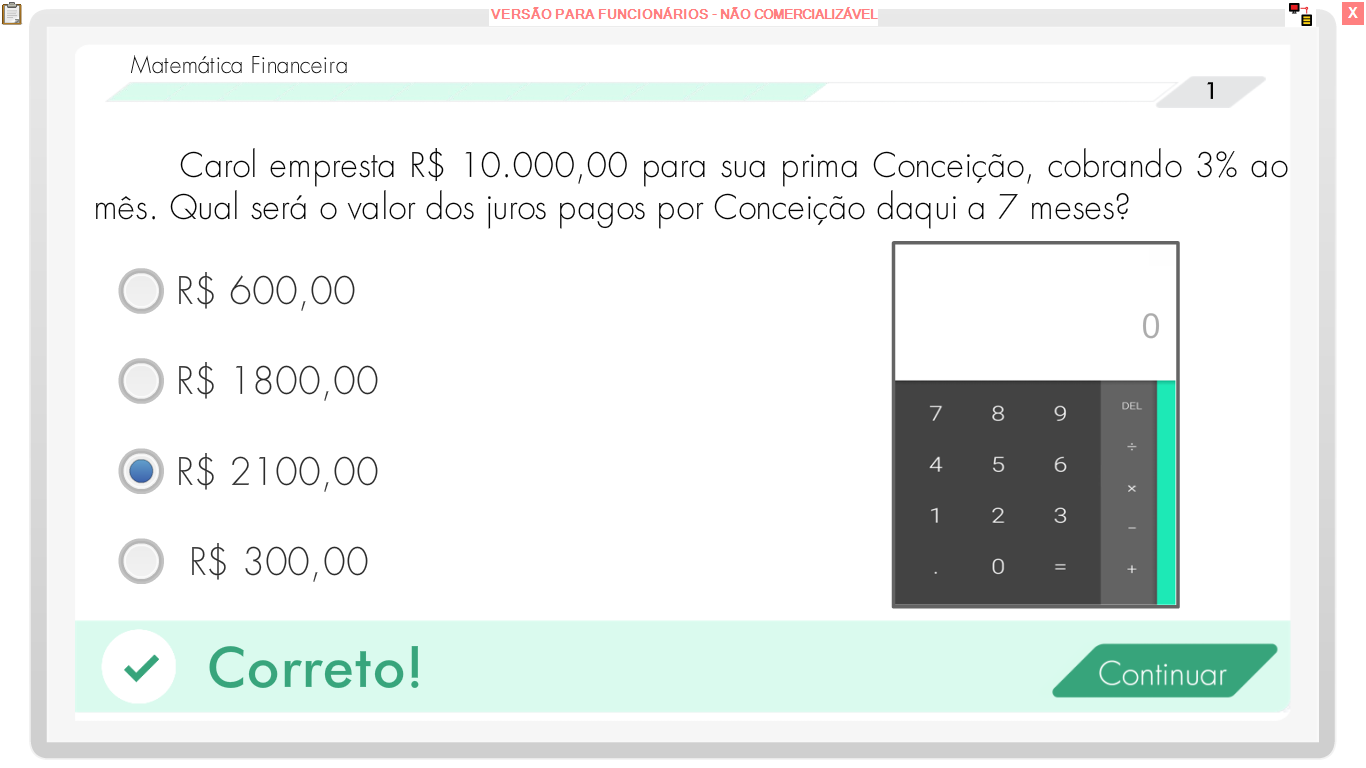 VERSÃO PARA FUNCIONÁRIOS - NÃO COMERCIALIZÁVEL
X
Matemática Financeira
1
Carol empresta R$ 10.000,00 para sua prima Conceição, cobrando 3% ao
mês. Qual será o valor dos juros pagos por Conceição daqui a 7 meses?
R$ 600,00
R$ 1800,00
R$ 2100,00
R$ 300,00
0
7 8 9 DEL
÷
4 5 6
×
1 2 3
−
. 0 = +
Correto!
Continuar